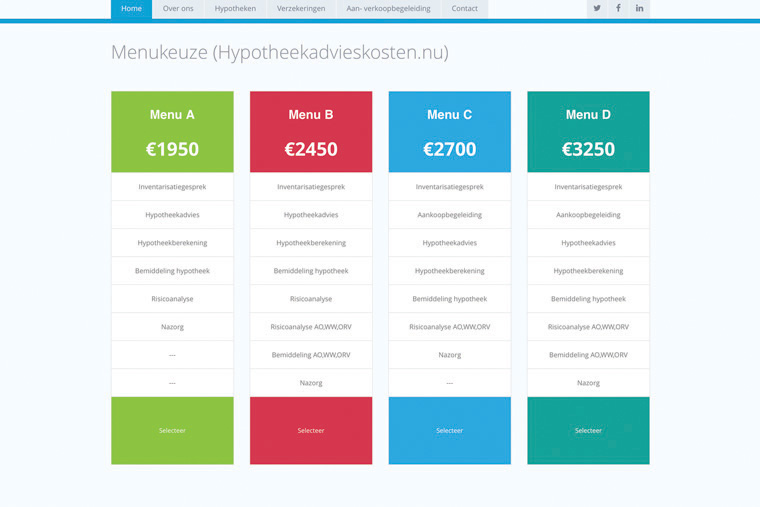 Home Over ons Hypotheken Verzekeringen Aan- verkoopbegeleiding Contact
Menukeuze (Hypotheekadvieskosten.nu)
Menu A
€1950
Inventarisatiegesprek
Hypotheekadvies
Hypotheekberekening
Bemiddeling hypotheek
Risicoanalyse
Nazorg
---
---
Selecteer
Menu B
€2450
Inventarisatiegesprek
Hypotheekadvies
Hypotheekberekening
Bemiddeling hypotheek
Risicoanalyse
Risicoanalyse AO,WW,ORV
Bemiddeling AO,WW,ORV
Nazorg
Selecteer
Menu C
€2700
Inventarisatiegesprek
Aankoopbegeleiding
Hypotheekadvies
Hypotheekberekening
Bemiddeling hypotheek
Risicoanalyse AO,WW,ORV
Nazorg
---
Selecteer
Menu D
€3250
Inventarisatiegesprek
Aankoopbegeleiding
Hypotheekadvies
Hypotheekberekening
Bemiddeling hypotheek
Risicoanalyse AO,WW,ORV
Bemiddeling AO,WW,ORV
Nazorg
Selecteer